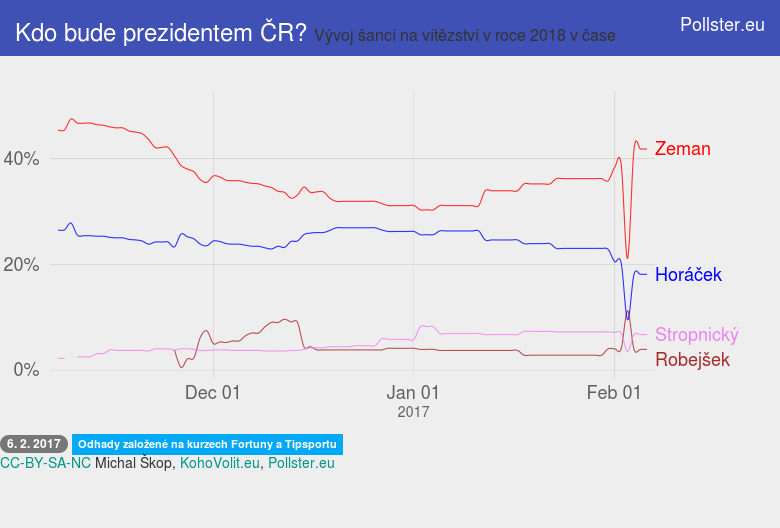 Kdo bude prezidentem ČR? Vývoj šancí na vítězství v roce 2018 v čase
Pollster.eu
40%
20%
0%
Zeman
Horáček
Stropnický
Robejšek
Dec 01
Jan 01
Feb 01
2017
6. 2. 2017 Odhady založené na kurzech Fortuny a Tipsportu
CC-BY-SA-NC Michal Škop, KohoVolit.eu, Pollster.eu